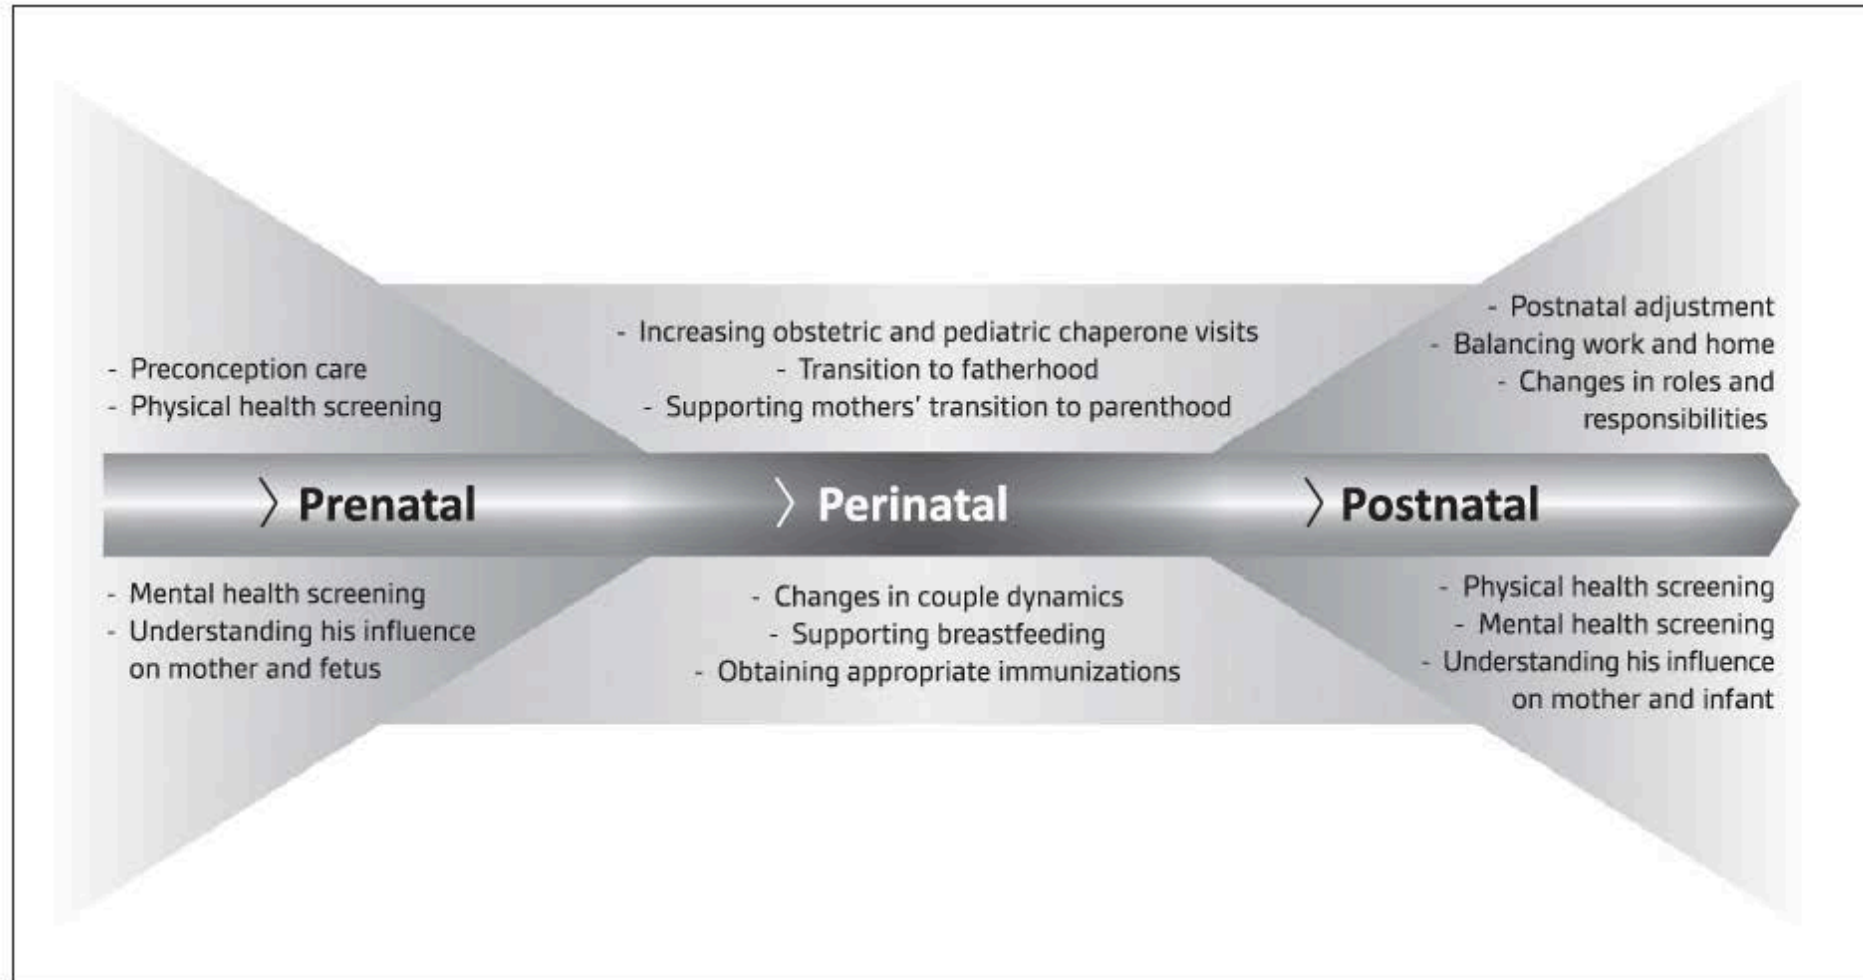 - Preconception care
- Physical health screening
- Increasing obstetric and pediatric chaperone visits
- Transition to fatherhood
- Supporting mothers' transition to parenthood
- Postnatal adjustment
- Balancing work and home
- Changes in roles and
responsibilities
〉 Prenatal
〉 Perinatal
〉 Postnatal
- Mental health screening
- Understanding his influence
on mother and fetus
- Changes in couple dynamics
- Supporting breastfeeding
- Obtaining appropriate immunizations
- Physical health screening
- Mental health screening
- Understanding his influence
on mother and infant